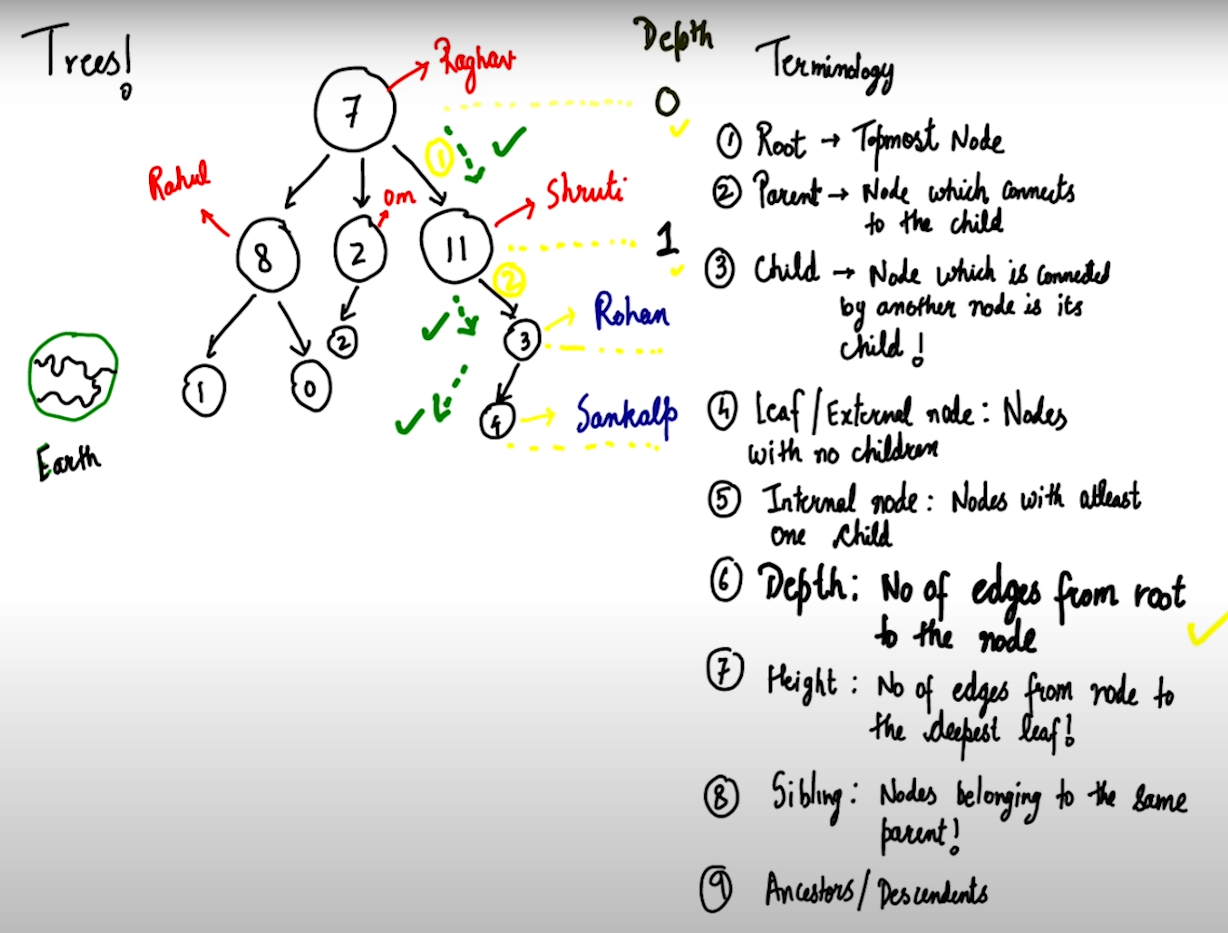 Trees!
Depth
Terminology
7
Raghav
0
1
Rahul
8
2
om
11
Shruti
1
2
1
0
2
3
Rohan
4
Sankalp
Earth
1 Root → Topmost Node
2 Parent → Node which connects
to the child
3 Child → Node which is connected
by another node is its
child!
4 Leaf/External node: Nodes
with no children
5 Internal node: Nodes with atleast
one child
6 Depth: No of edges from root
to the node
7 Height: No of edges from node to
the deepest leaf!
8 Sibling: Nodes belonging to the same
parent!
9 Ancestors/Descendents